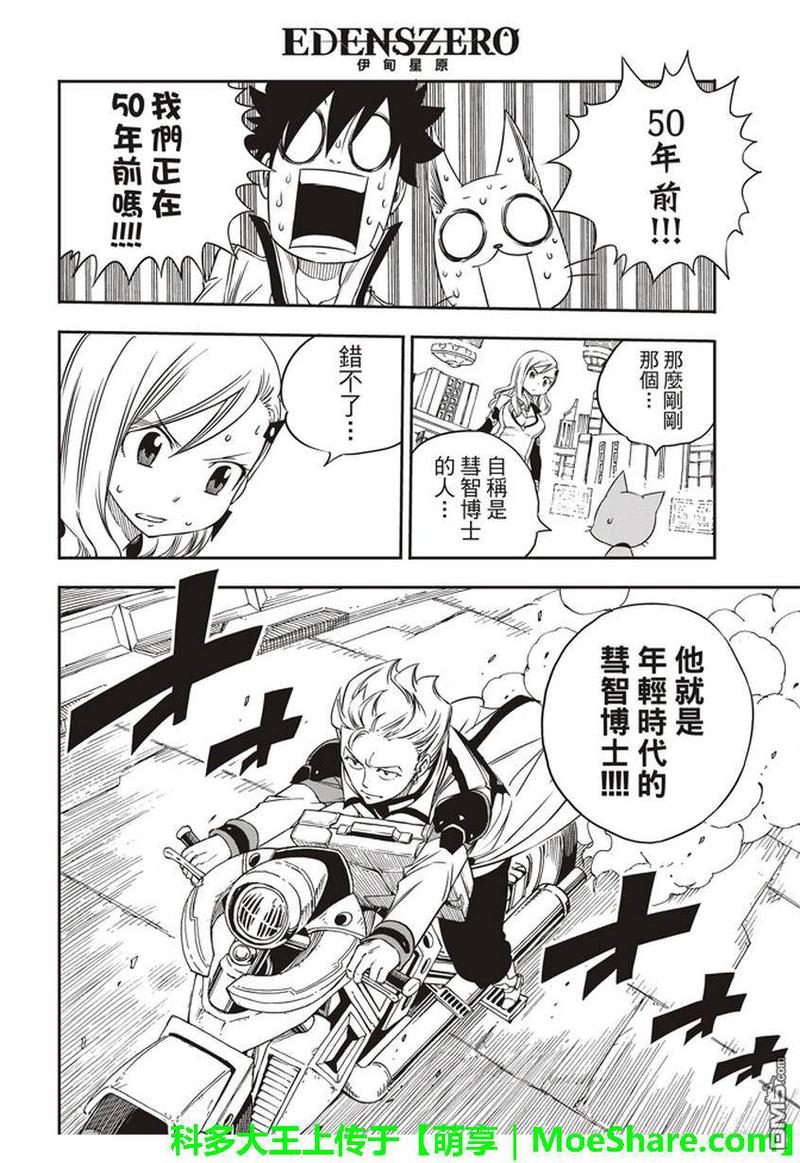 EDENSZERO
伊甸星原
50
年前!!!
我們正在
50年前嗎!!!!
那麼剛剛
那個…
自稱是
彗智博士
的人…
錯不了…
他就是
年輕時代的
彗智博士!!!!
科多大王上传于【萌享|MoeShare.com】
DM5.com